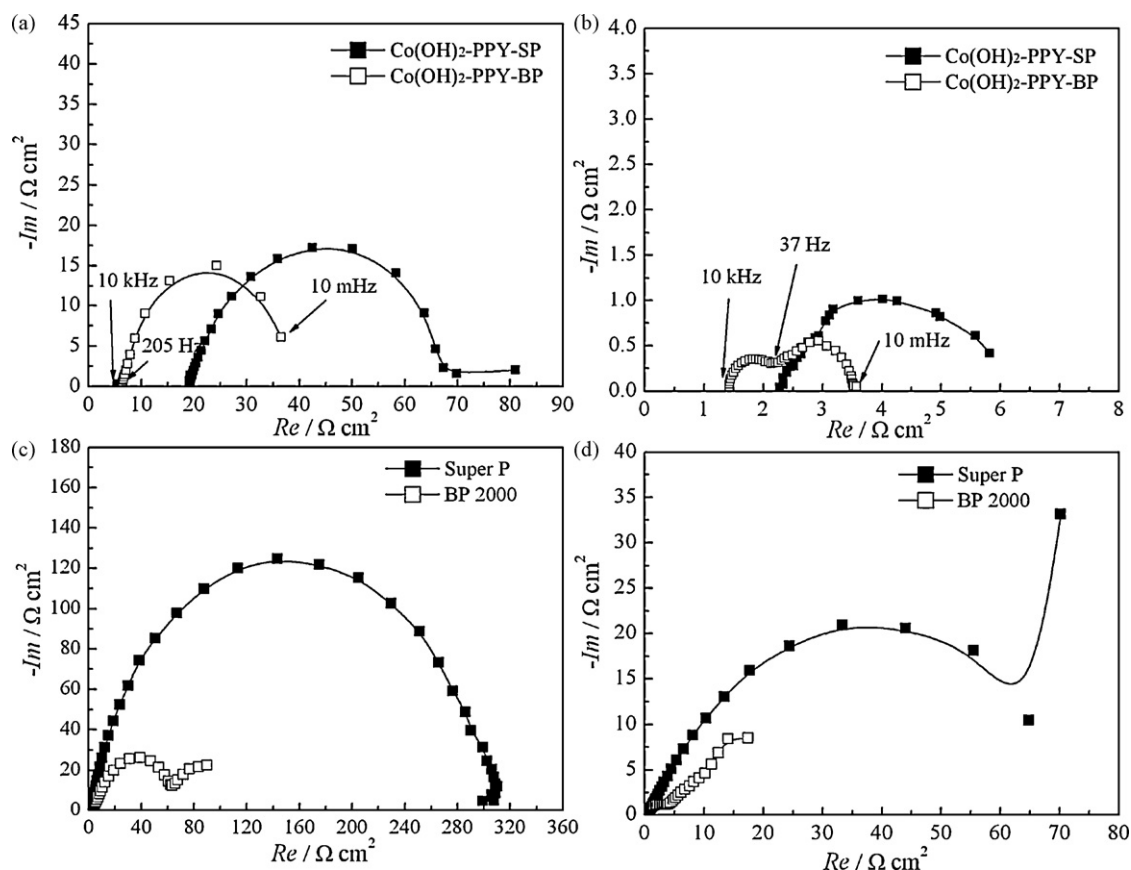 (a)
45
40
35
30
25
20
15
10
5
0
-Im / Ω cm²
Co(OH)₂-PPY-SP
Co(OH)₂-PPY-BP
10 kHz
205 Hz
10 mHz
0 10 20 30 40 50 60 70 80 90
Re / Ω cm²
(b)
4.0
3.5
3.0
2.5
2.0
1.5
1.0
0.5
0.0
-Im / Ω cm²
Co(OH)₂-PPY-SP
Co(OH)₂-PPY-BP
37 Hz
10 kHz
10 mHz
0 1 2 3 4 5 6 7 8
Re / Ω cm²
(c)
180
160
140
120
100
80
60
40
20
0
-Im / Ω cm²
Super P
BP 2000
0 40 80 120 160 200 240 280 320 360
Re / Ω cm²
(d)
40
35
30
25
20
15
10
5
0
-Im / Ω cm²
Super P
BP 2000
0 10 20 30 40 50 60 70 80
Re / Ω cm²